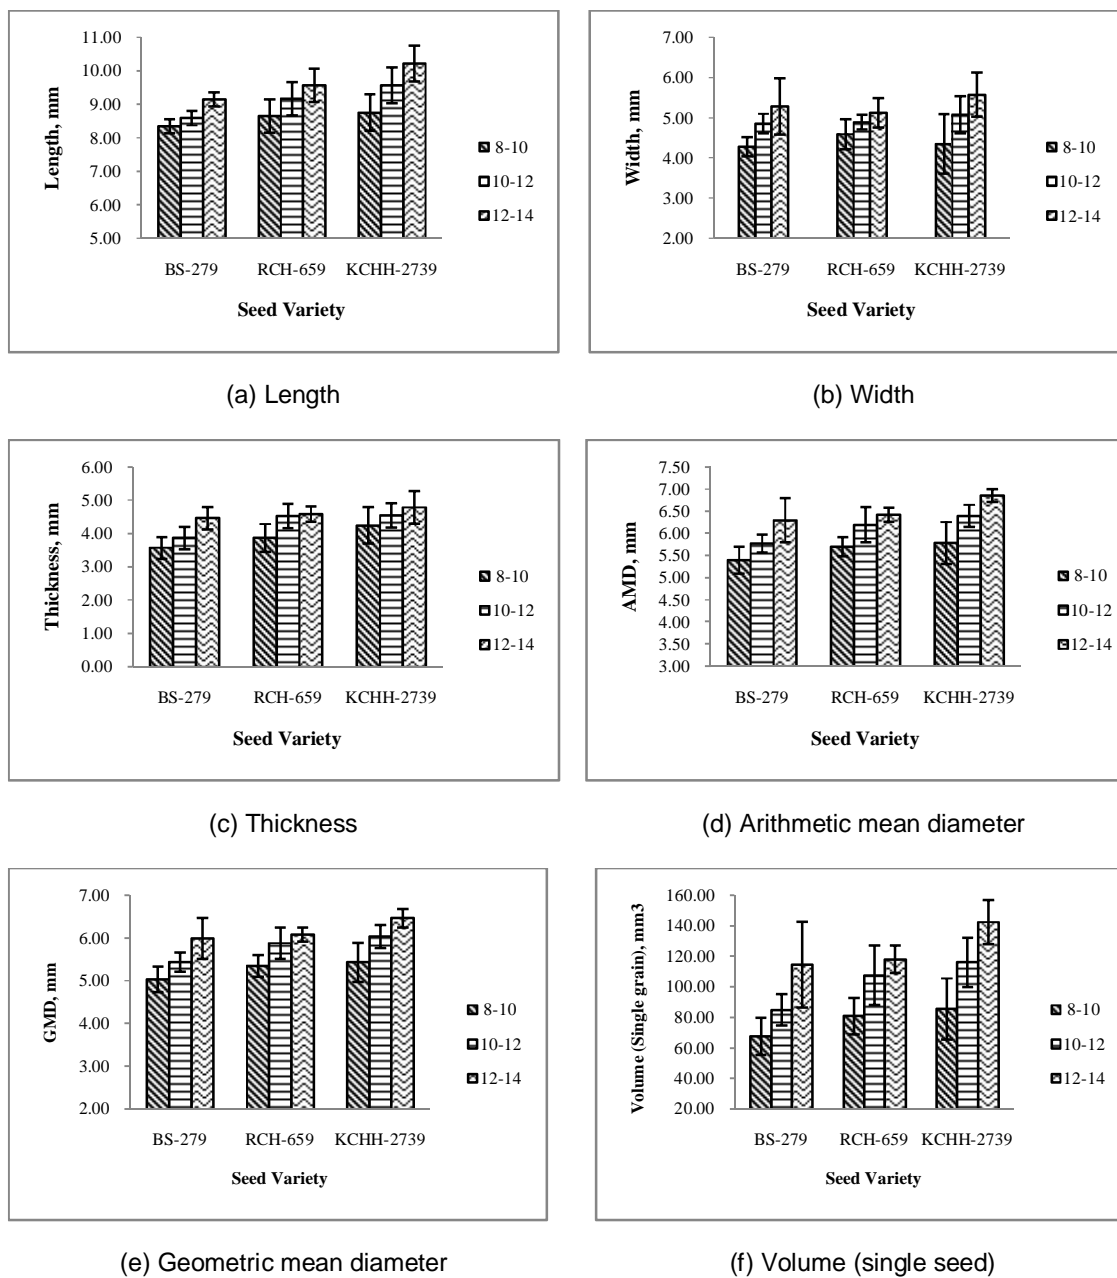 11.00
10.00
9.00
8.00
7.00
6.00
5.00
Length, mm
BS-279 RCH-659 KCHH-2739
Seed Variety
8-10
10-12
12-14
(a) Length
7.00
6.00
5.00
4.00
3.00
2.00
Width, mm
BS-279 RCH-659 KCHH-2739
Seed Variety
8-10
10-12
12-14
(b) Width
6.00
5.00
4.00
3.00
2.00
1.00
0.00
Thickness, mm
BS-279 RCH-659 KCHH-2739
Seed Variety
8-10
10-12
12-14
(c) Thickness
7.50
7.00
6.50
6.00
5.50
5.00
4.50
4.00
3.50
3.00
AMD, mm
BS-279 RCH-659 KCHH-2739
Seed Variety
8-10
10-12
12-14
(d) Arithmetic mean diameter
7.00
6.00
5.00
4.00
3.00
2.00
GMD, mm
BS-279 RCH-659 KCHH-2739
Seed Variety
8-10
10-12
12-14
(e) Geometric mean diameter
160.00
140.00
120.00
100.00
80.00
60.00
40.00
20.00
Volume (Single grain), mm3
BS-279 RCH-659 KCHH-2739
Seed Variety
8-10
10-12
12-14
(f) Volume (single seed)